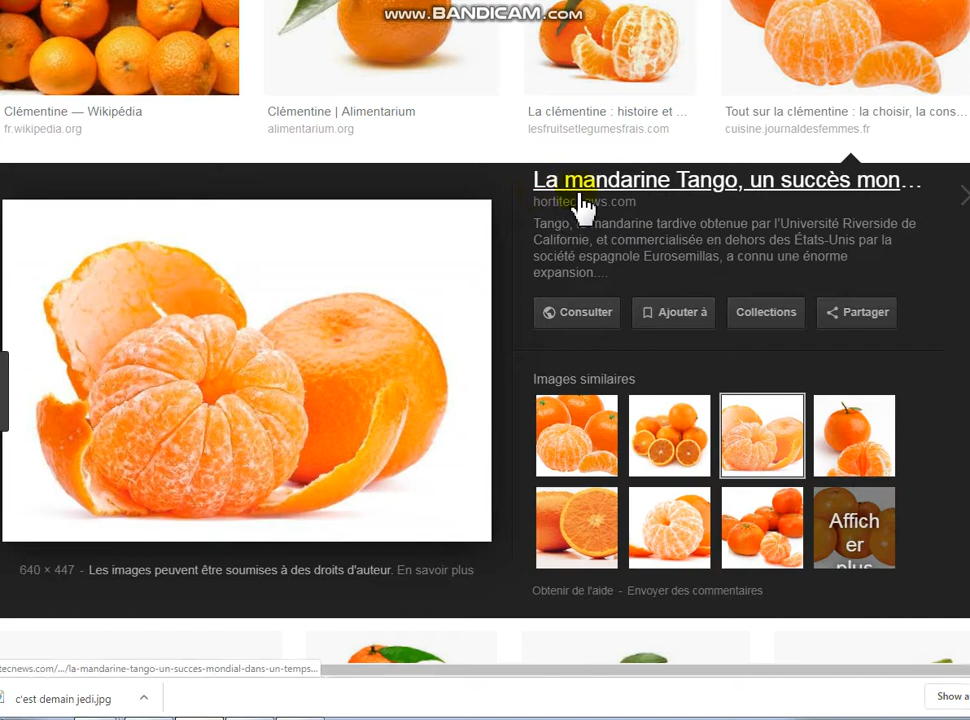 www.BANDICAM.com
Clémentine — Wikipédia
fr.wikipedia.org
Clémentine | Alimentarium
alimentarium.org
La clémentine : histoire et ...
lesfruitsetlegumesfrais.com
Tout sur la clémentine : la choisir, la cons...
cuisine.journaldesfemmes.fr
La mandarine Tango, un succès mon...
hortitecnews.com
Tango, la mandarine tardive obtenue par l'Université Riverside de
Californie, et commercialisée en dehors des États-Unis par la
société espagnole Eurosemillas, a connu une énorme
expansion....
Consulter
Ajouter à
Collections
Partager
Images similaires
Affich
er
plus
640 × 447 - Les images peuvent être soumises à des droits d'auteur. En savoir plus
Obtenir de l'aide - Envoyer des commentaires
tecnews.com/.../la-mandarine-tango-un-succes-mondial-dans-un-temps...
c'est demain jedi.jpg
Show a